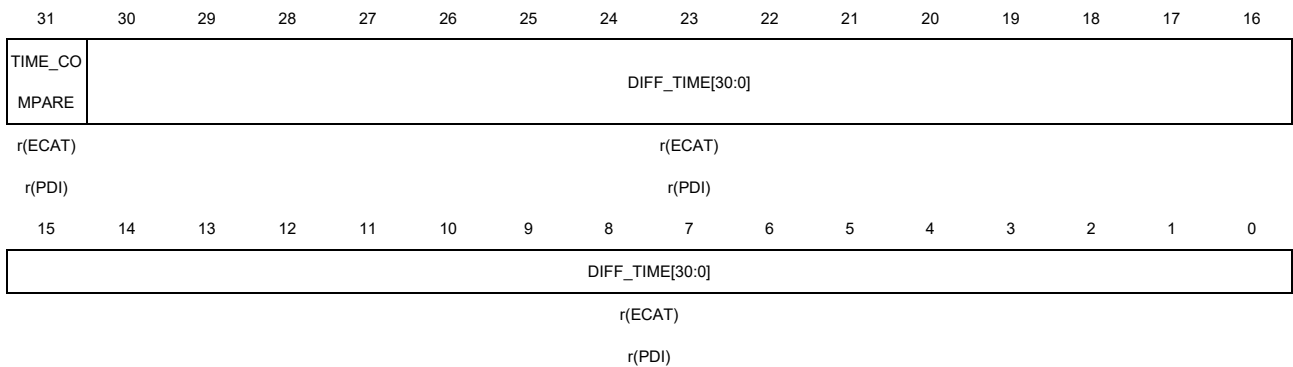 31 30 29 28 27 26 25 24 23 22 21 20 19 18 17 16
TIME_CO
MPARE
DIFF_TIME[30:0]
r(ECAT) r(ECAT)
r(PDI) r(PDI)
15 14 13 12 11 10 9 8 7 6 5 4 3 2 1 0
DIFF_TIME[30:0]
r(ECAT)
r(PDI)